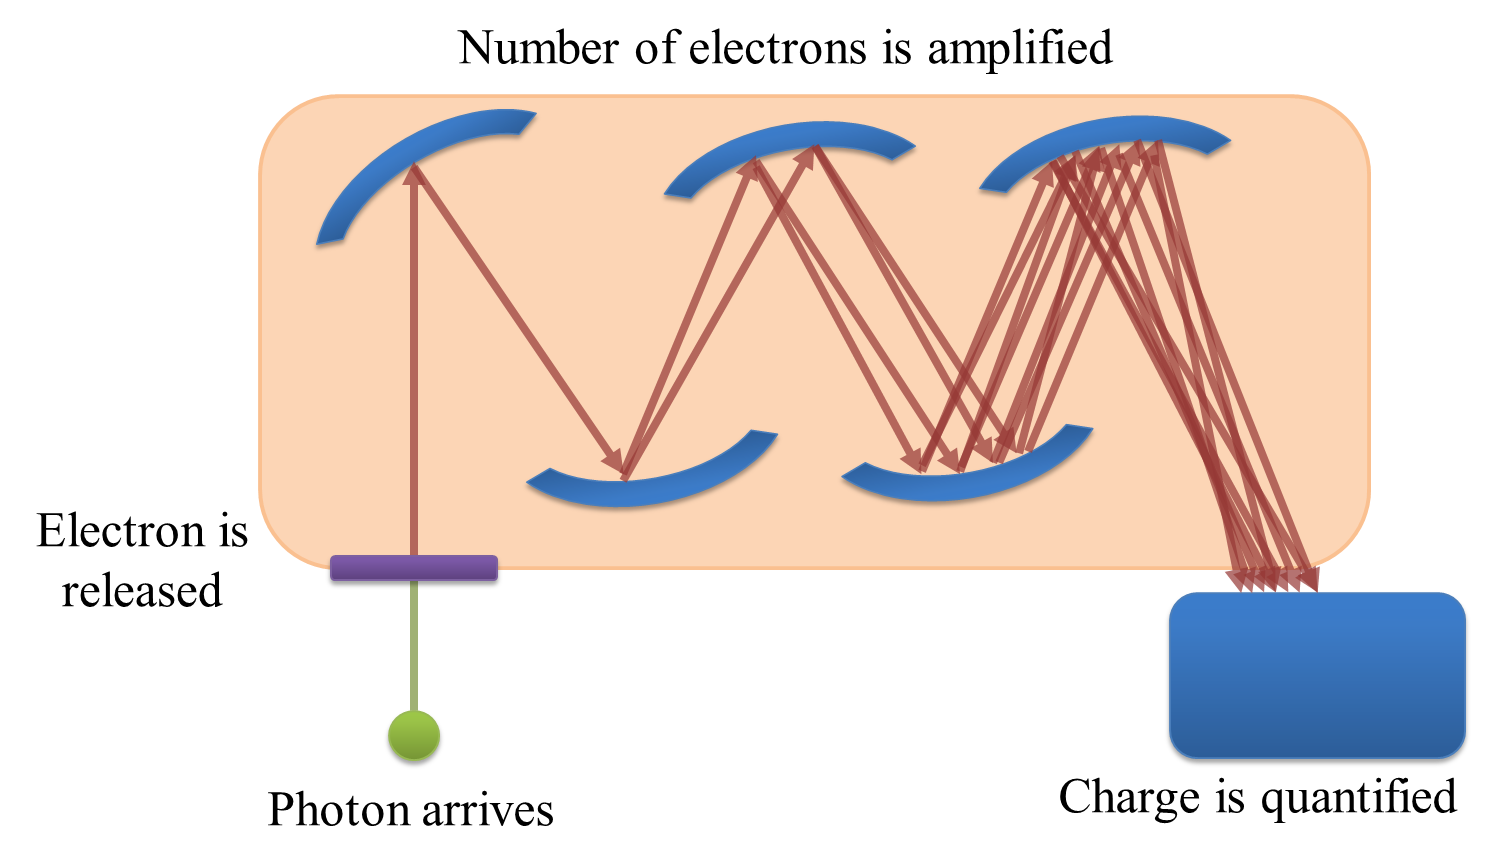 Number of electrons is amplified
Electron is
released
Photon arrives
Charge is quantified